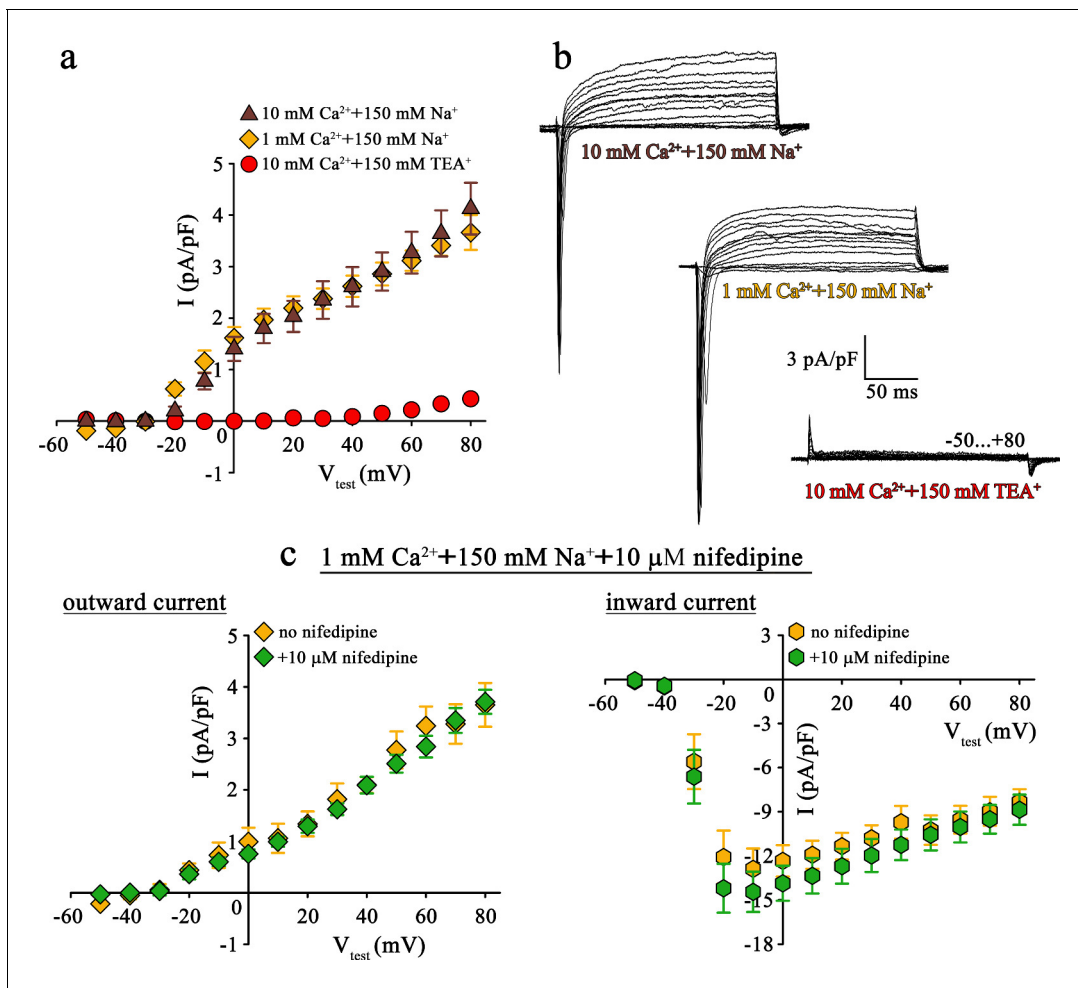 a
10 mM Ca²⁺+150 mM Na⁺
1 mM Ca²⁺+150 mM Na⁺
10 mM Ca²⁺+150 mM TEA⁺
I (pA/pF)
5
4
3
2
1
0
-1
-60 -40 -20 20 40 60 80
V_test (mV)
b
10 mM Ca²⁺+150 mM Na⁺
1 mM Ca²⁺+150 mM Na⁺
3 pA/pF
50 ms
-50...+80
10 mM Ca²⁺+150 mM TEA⁺
c 1 mM Ca²⁺+150 mM Na⁺+10 µM nifedipine
outward current
no nifedipine
+10 µM nifedipine
I (pA/pF)
5
4
3
2
1
0
-1
-60 -40 -20 20 40 60 80
V_test (mV)
inward current
no nifedipine
+10 µM nifedipine
3
0
-3
-6
-9
-12
-15
-18
-60 -40 -20 20 40 60 80
V_test (mV)
I (pA/pF)